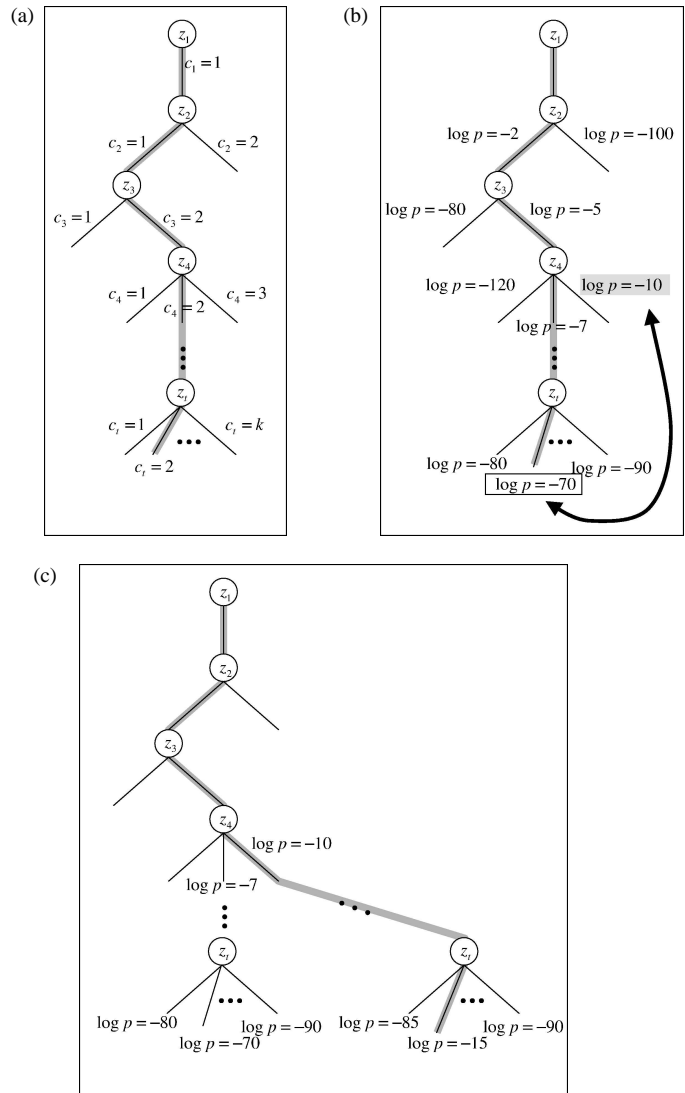 (a)
z1
c1 = 1
z2
c2 = 1
c2 = 2
z3
c3 = 1
c3 = 2
z4
c4 = 1
c4 = 2
c4 = 3
zt
ct = 1
ct = k
ct = 2
(b)
z1
z2
log p = −2
log p = −100
z3
log p = −80
log p = −5
z4
log p = −120
log p = −10
log p = −7
zt
log p = −80
log p = −90
log p = −70
(c)
z1
z2
z3
z4
log p = −10
log p = −7
zt
zt
log p = −80
log p = −90
log p = −70
log p = −85
log p = −90
log p = −15